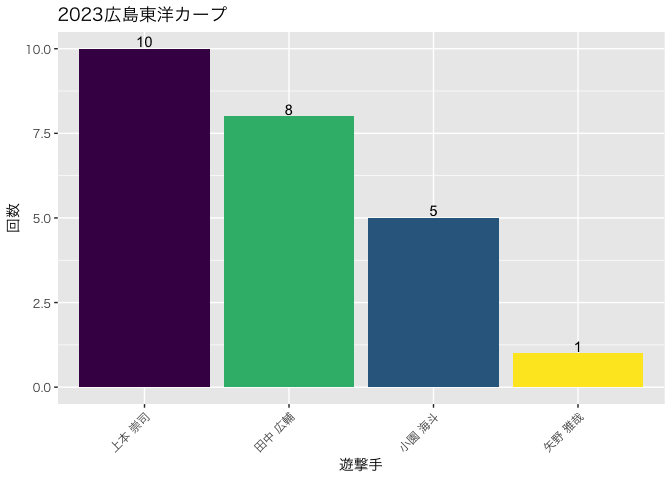 2023広島東洋カープ
回数
10.0
7.5
5.0
2.5
0.0
10
8
5
1
上本 崇司
田中 広輔
小園 海斗
矢野 雅哉
遊撃手